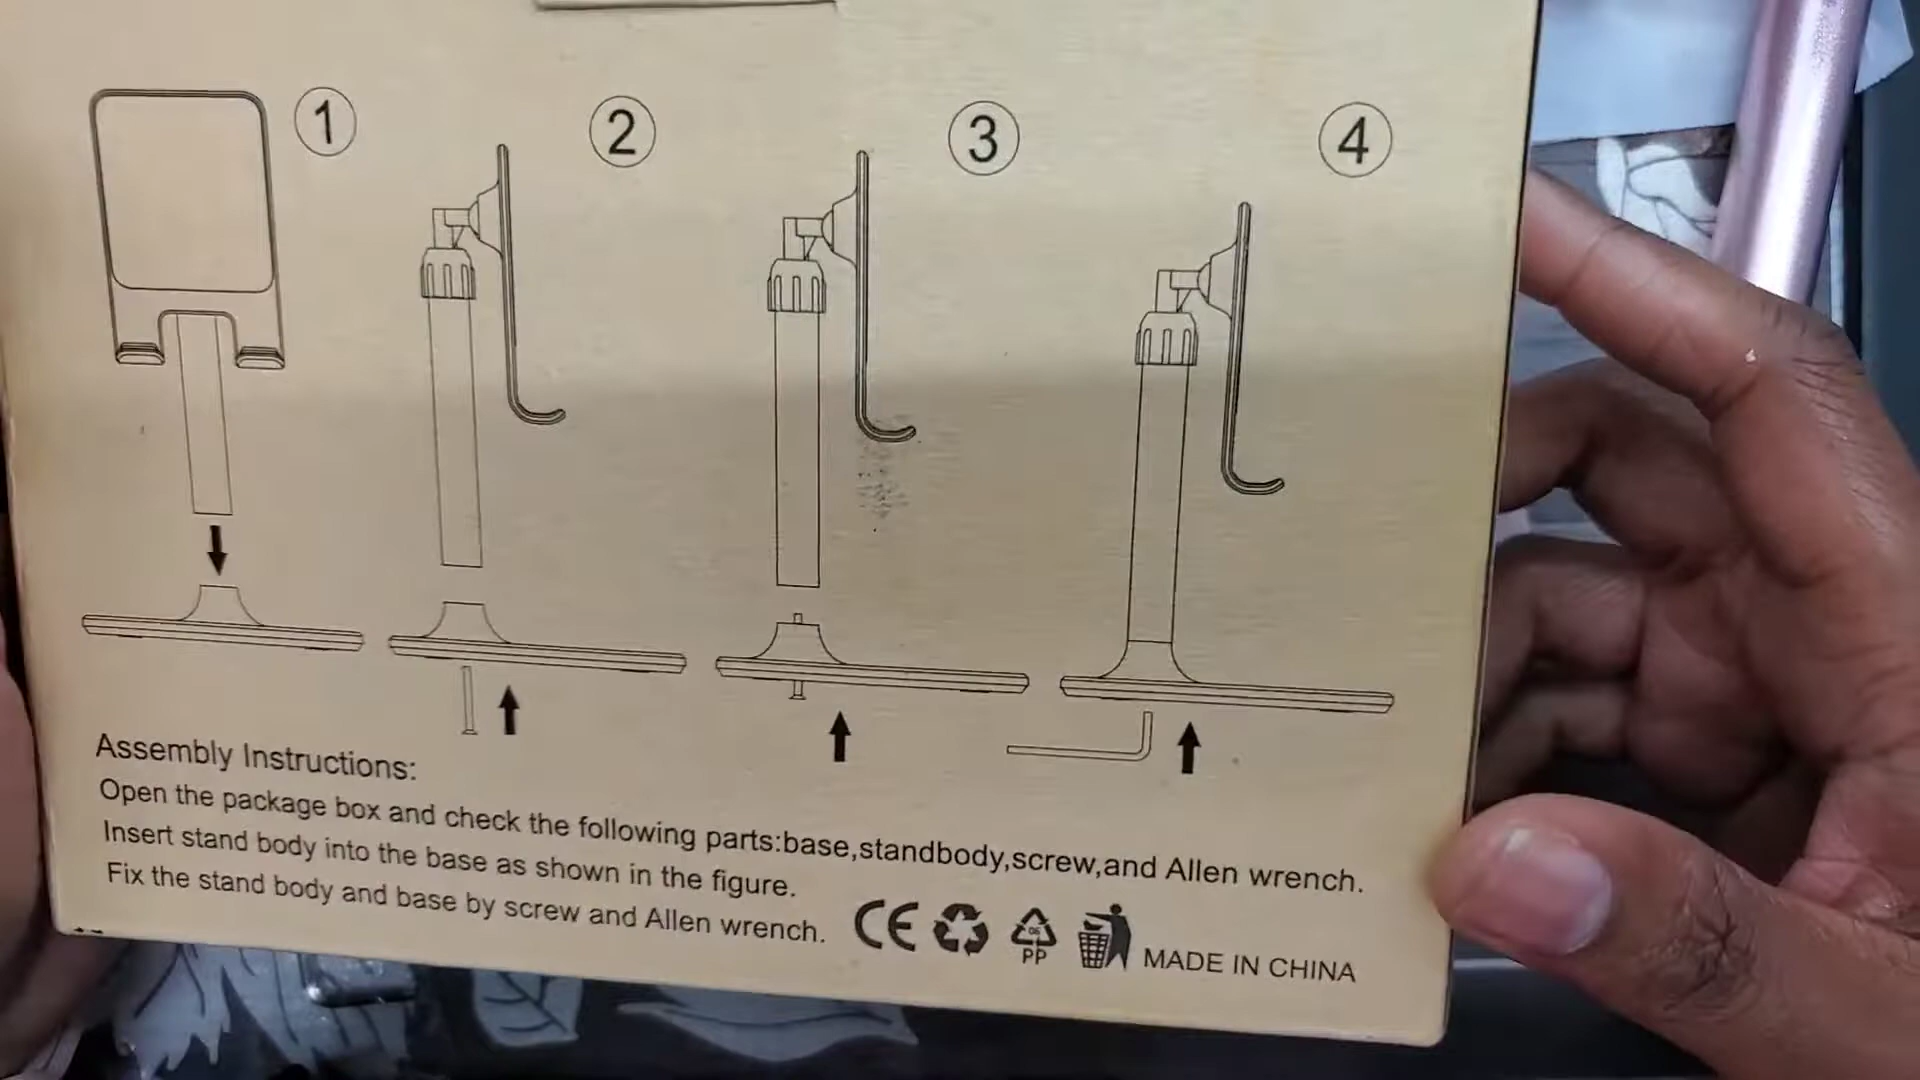 1 2 3 4
Assembly Instructions:
Open the package box and check the following parts:base,standbody,screw,and Allen wrench.
Insert stand body into the base as shown in the figure.
Fix the stand body and base by screw and Allen wrench.
CE 06 PP MADE IN CHINA